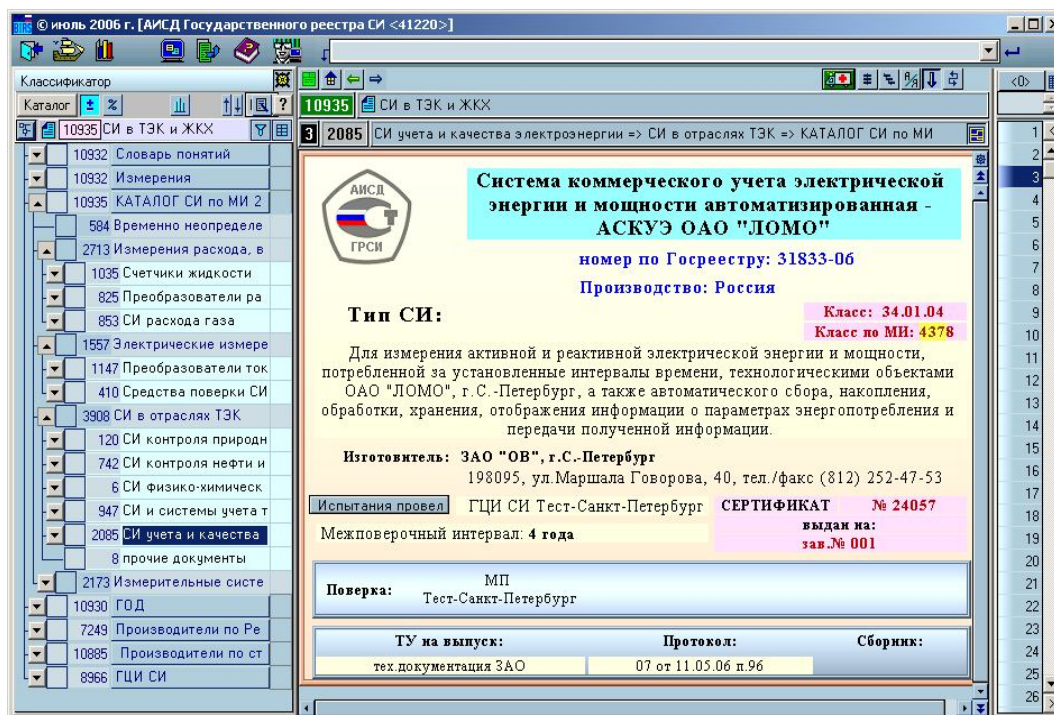 © июль 2006 г. [АИСД Государственного реестра СИ <41220>]
Классификатор
Каталог ± % ?
10935 СИ в ТЭК и ЖКХ
10932 Словарь понятий
10932 Измерения
10935 КАТАЛОГ СИ по МИ 2
584 Временно неопределе
2713 Измерения расхода, в
1035 Счетчики жидкости
825 Преобразователи ра
853 СИ расхода газа
1557 Электрические измере
1147 Преобразователи ток
410 Средства поверки СИ
3908 СИ в отраслях ТЭК
120 СИ контроля природн
742 СИ контроля нефти и
6 СИ физико-химическ
947 СИ и системы учета т
2085 СИ учета и качества
8 прочие документы
2173 Измерительные систе
10930 ГОД
7249 Производители по Ре
10885 Производители по ст
8966 ГЦИ СИ
10935 СИ в ТЭК и ЖКХ
3 2085 СИ учета и качества электроэнергии => СИ в отраслях ТЭК => КАТАЛОГ СИ по МИ
АИСД
ГРСИ
Система коммерческого учета электрической
энергии и мощности автоматизированная -
АСКУЭ ОАО "ЛОМО"
номер по Госреестру: 31833-06
Производство: Россия
Тип СИ:
Класс: 34.01.04
Класс по МИ: 4378
Для измерения активной и реактивной электрической энергии и мощности,
потребленной за установленные интервалы времени, технологическими объектами
ОАО "ЛОМО", г.С.-Петербург, а также автоматического сбора, накопления,
обработки, хранения, отображения информации о параметрах энергопотребления и
передачи полученной информации.
Изготовитель: ЗАО "ОВ", г.С.-Петербург
198095, ул.Маршала Говорова, 40, тел./факс (812) 252-47-53
Испытания провел ГЦИ СИ Тест-Санкт-Петербург
СЕРТИФИКАТ № 24057
выдан на:
зав.№ 001
Межповерочный интервал: 4 года
Поверка:
МП
Тест-Санкт-Петербург
ТУ на выпуск: Протокол: Сборник:
тех.документация ЗАО 07 от 11.05.06 п.96
<0>
1
2
3
4
5
6
7
8
9
10
11
12
13
14
15
16
17
18
19
20
21
22
23
24
25
26